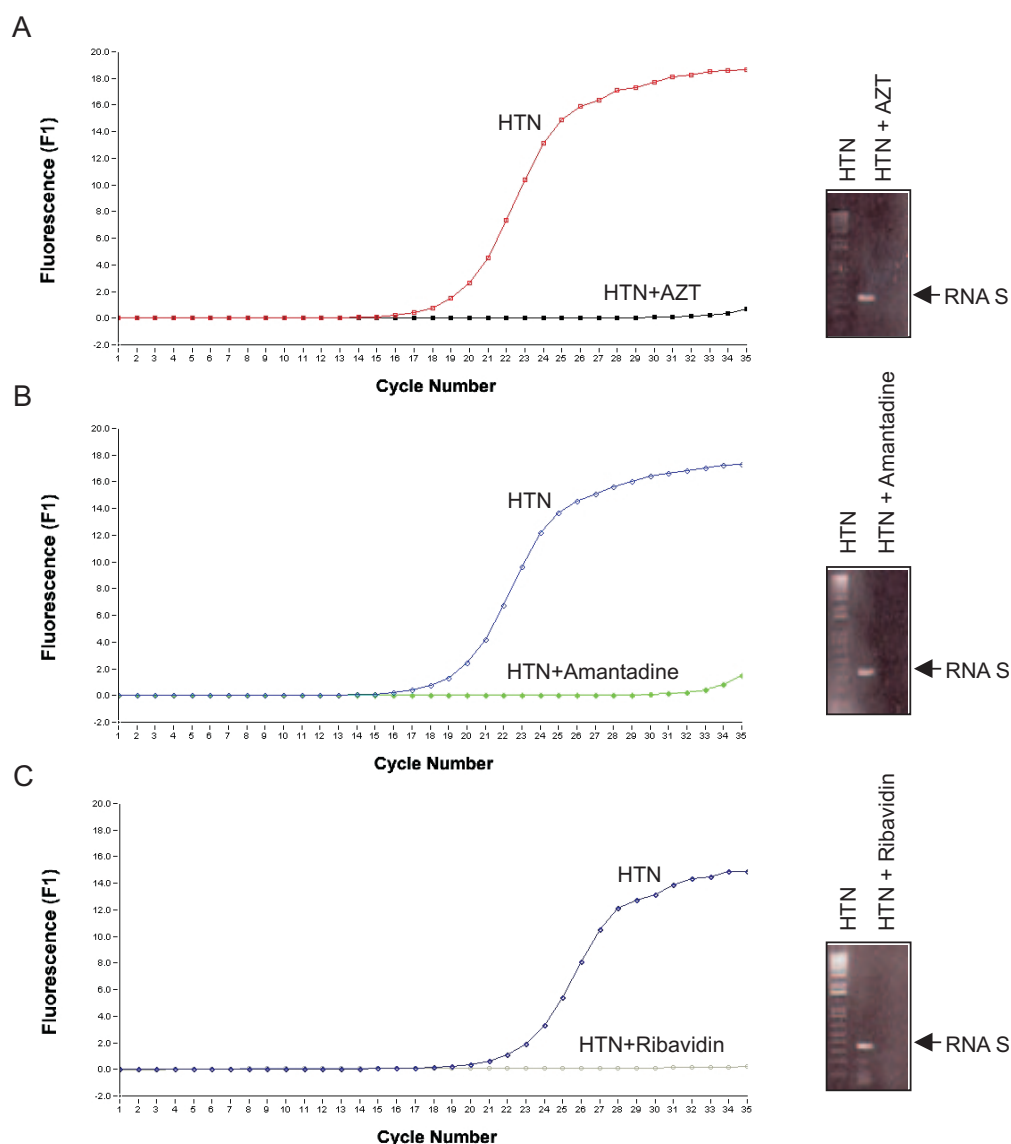 A
Fluorescence (F1)
20.0
18.0
16.0
14.0
12.0
10.0
8.0
6.0
4.0
2.0
0.0
-2.0
HTN
HTN+AZT
1 2 3 4 5 6 7 8 9 10 11 12 13 14 15 16 17 18 19 20 21 22 23 24 25 26 27 28 29 30 31 32 33 34 35
Cycle Number
HTN
HTN + AZT
RNA S
B
Fluorescence (F1)
20.0
18.0
16.0
14.0
12.0
10.0
8.0
6.0
4.0
2.0
0.0
-2.0
HTN
HTN+Amantadine
1 2 3 4 5 6 7 8 9 10 11 12 13 14 15 16 17 18 19 20 21 22 23 24 25 26 27 28 29 30 31 32 33 34 35
Cycle Number
HTN
HTN + Amantadine
RNA S
C
Fluorescence (F1)
20.0
18.0
16.0
14.0
12.0
10.0
8.0
6.0
4.0
2.0
0.0
-2.0
HTN
HTN+Ribavidin
1 2 3 4 5 6 7 8 9 10 11 12 13 14 15 16 17 18 19 20 21 22 23 24 25 26 27 28 29 30 31 32 33 34 35
Cycle Number
HTN
HTN + Ribavidin
RNA S